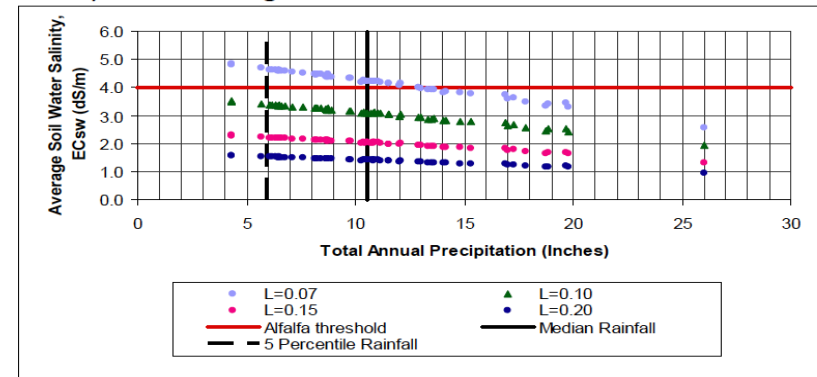 Average Soil Water Salinity,
ECsw (dS/m)
6.0
5.0
4.0
3.0
2.0
1.0
0.0
0 5 10 15 20 25 30
Total Annual Precipitation (Inches)
L=0.07 L=0.10
L=0.15 L=0.20
Alfalfa threshold Median Rainfall
5 Percentile Rainfall